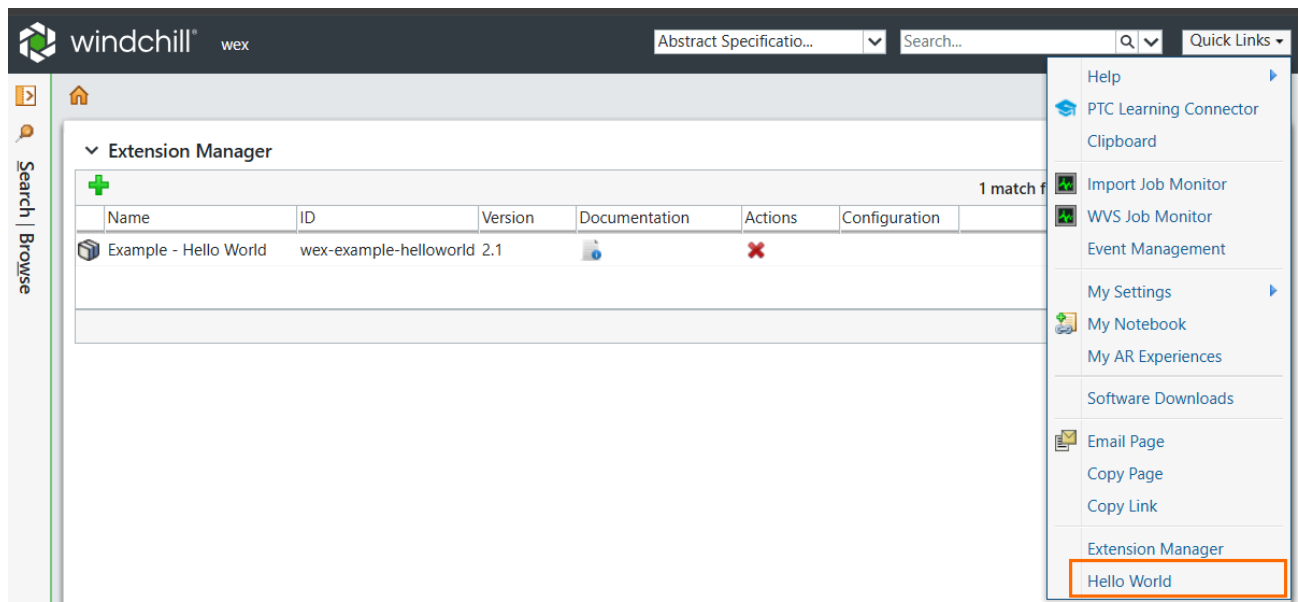 windchill® wex Abstract Specificatio... Search... Quick Links
Search | Browse
Extension Manager
1 match f
Name ID Version Documentation Actions Configuration
Example - Hello World wex-example-helloworld 2.1
Help
PTC Learning Connector
Clipboard
Import Job Monitor
WVS Job Monitor
Event Management
My Settings
My Notebook
My AR Experiences
Software Downloads
Email Page
Copy Page
Copy Link
Extension Manager
Hello World